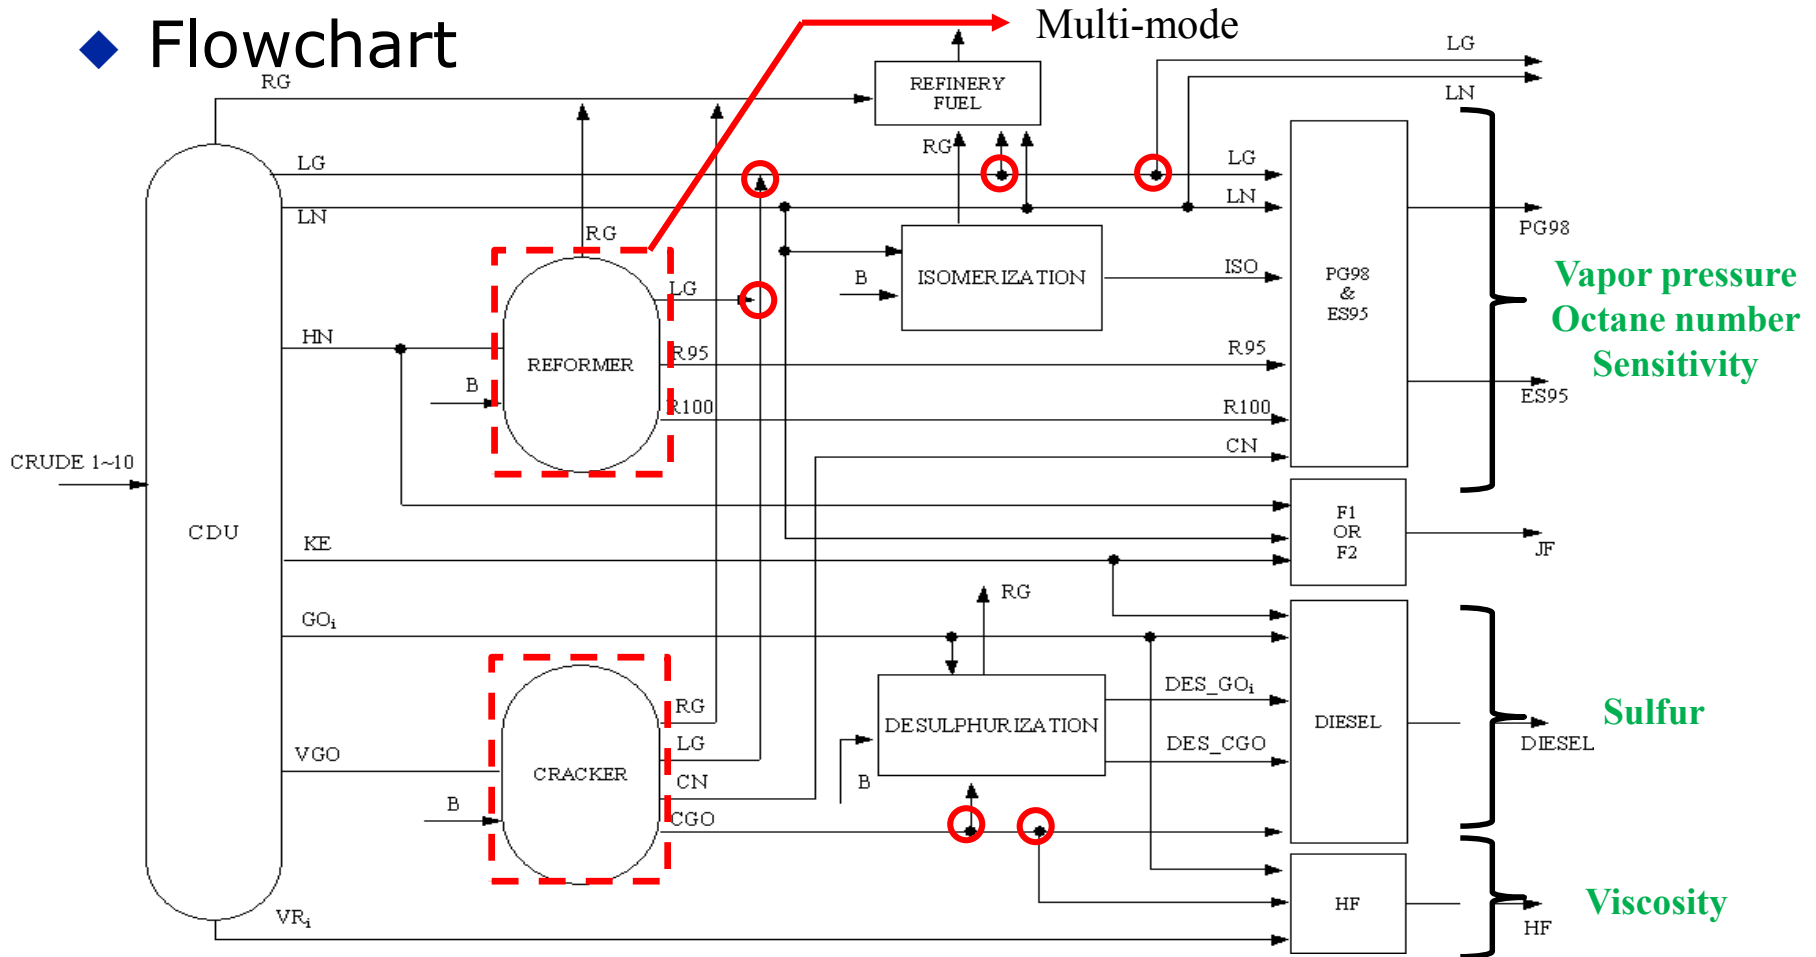 ◆ Flowchart
Multi-mode
LG
LN
RG
REFINERY
FUEL
RG
LG
LG
LN
LN
RG
PG98
B
ISOMERIZATION
ISO
PG98
&
ES95
Vapor pressure
Octane number
Sensitivity
LG
HN
REFORMER
R95
R95
B
R100
R100
ES95
CN
CRUDE 1~10
CDU
F1
OR
F2
JF
KE
RG
GOi
DES_GOi
RG
DESULPHURIZATION
DIESEL
Sulfur
DIESEL
LG
DES_CGO
VGO
CRACKER
CN
B
B
CGO
HF
Viscosity
VRi
HF